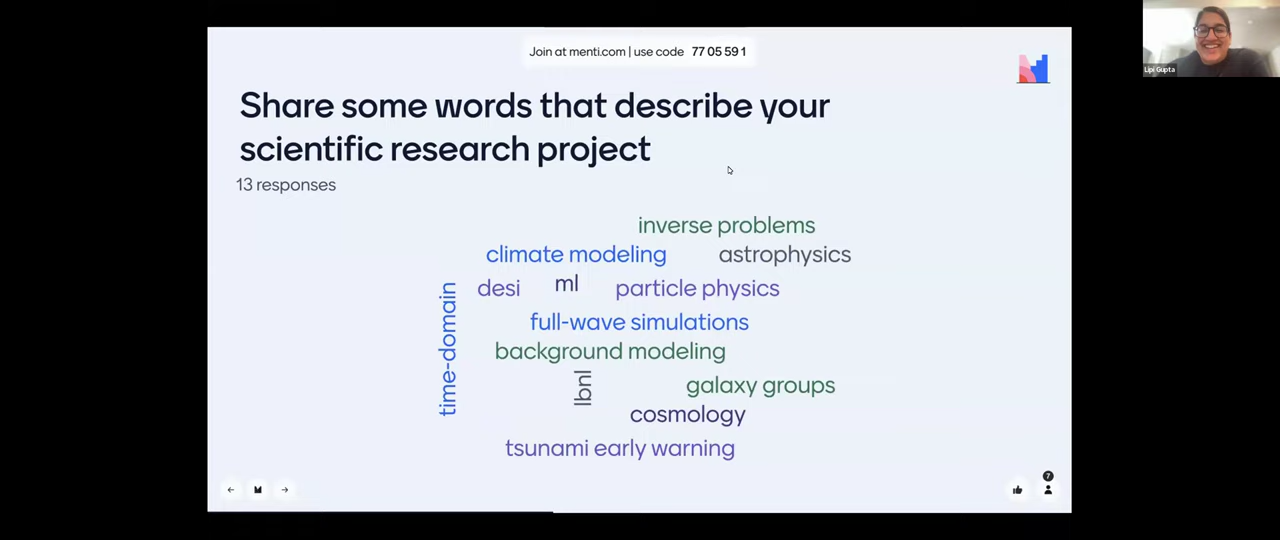 Join at menti.com | use code 77 05 59 1
Share some words that describe your
scientific research project
13 responses
inverse problems
climate modeling
astrophysics
desi
ml
particle physics
time-domain
full-wave simulations
background modeling
lbnl
galaxy groups
cosmology
tsunami early warning
7
Lipi Gupta